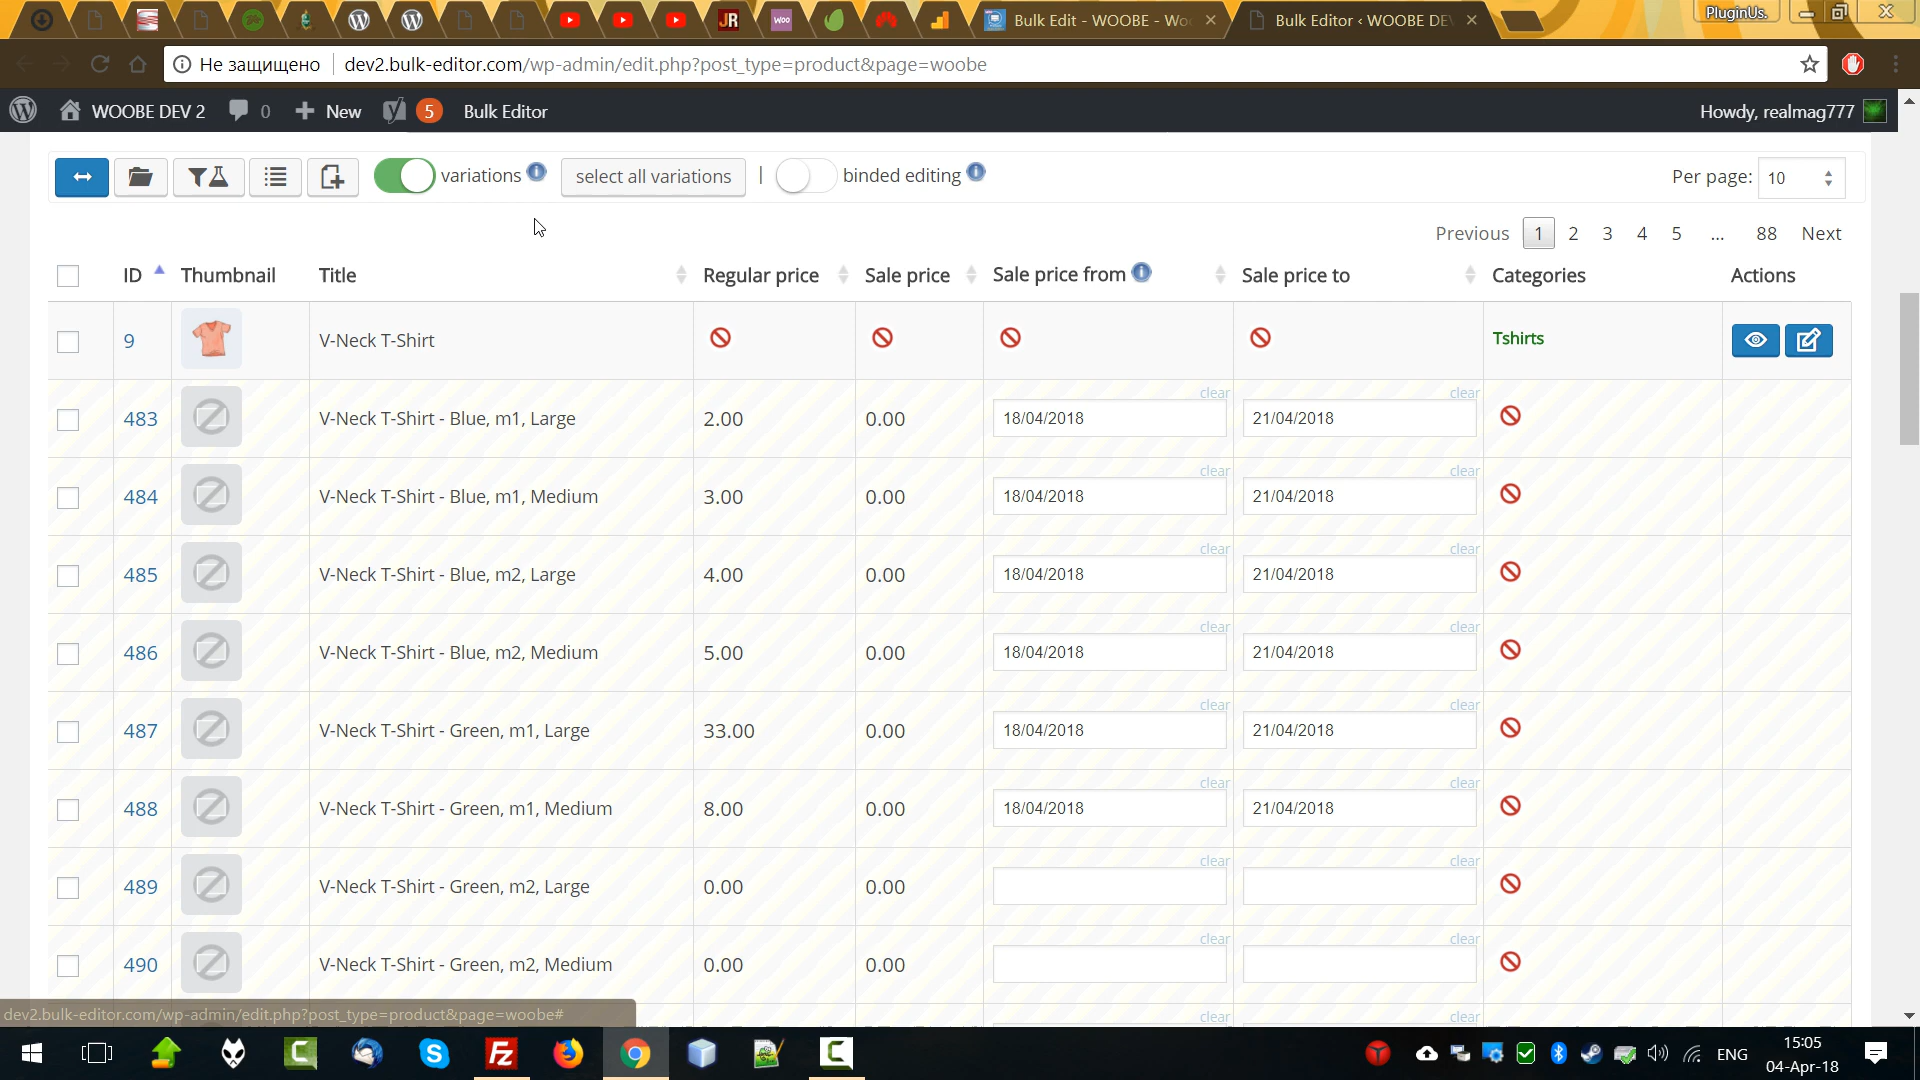 Bulk Edit - WOOBE - Wo
Bulk Editor ‹ WOOBE DE
PluginUs.
JR
woo
Не защищено
dev2.bulk-editor.com/wp-admin/edit.php?post_type=product&page=woobe
WOOBE DEV 2
0
New
5
Bulk Editor
Howdy, realmag777
variations
select all variations
|
binded editing
Per page:
10
Previous 1 2 3 4 5 ... 88 Next
ID Thumbnail Title Regular price Sale price Sale price from Sale price to Categories Actions
9 V-Neck T-Shirt Tshirts
clear clear
483 V-Neck T-Shirt - Blue, m1, Large 2.00 0.00 18/04/2018 21/04/2018
clear clear
484 V-Neck T-Shirt - Blue, m1, Medium 3.00 0.00 18/04/2018 21/04/2018
clear clear
485 V-Neck T-Shirt - Blue, m2, Large 4.00 0.00 18/04/2018 21/04/2018
clear clear
486 V-Neck T-Shirt - Blue, m2, Medium 5.00 0.00 18/04/2018 21/04/2018
clear clear
487 V-Neck T-Shirt - Green, m1, Large 33.00 0.00 18/04/2018 21/04/2018
clear clear
488 V-Neck T-Shirt - Green, m1, Medium 8.00 0.00 18/04/2018 21/04/2018
clear clear
489 V-Neck T-Shirt - Green, m2, Large 0.00 0.00
clear clear
490 V-Neck T-Shirt - Green, m2, Medium 0.00 0.00
clear clear
dev2.bulk-editor.com/wp-admin/edit.php?post_type=product&page=woobe#
ENG
15:05
04-Apr-18